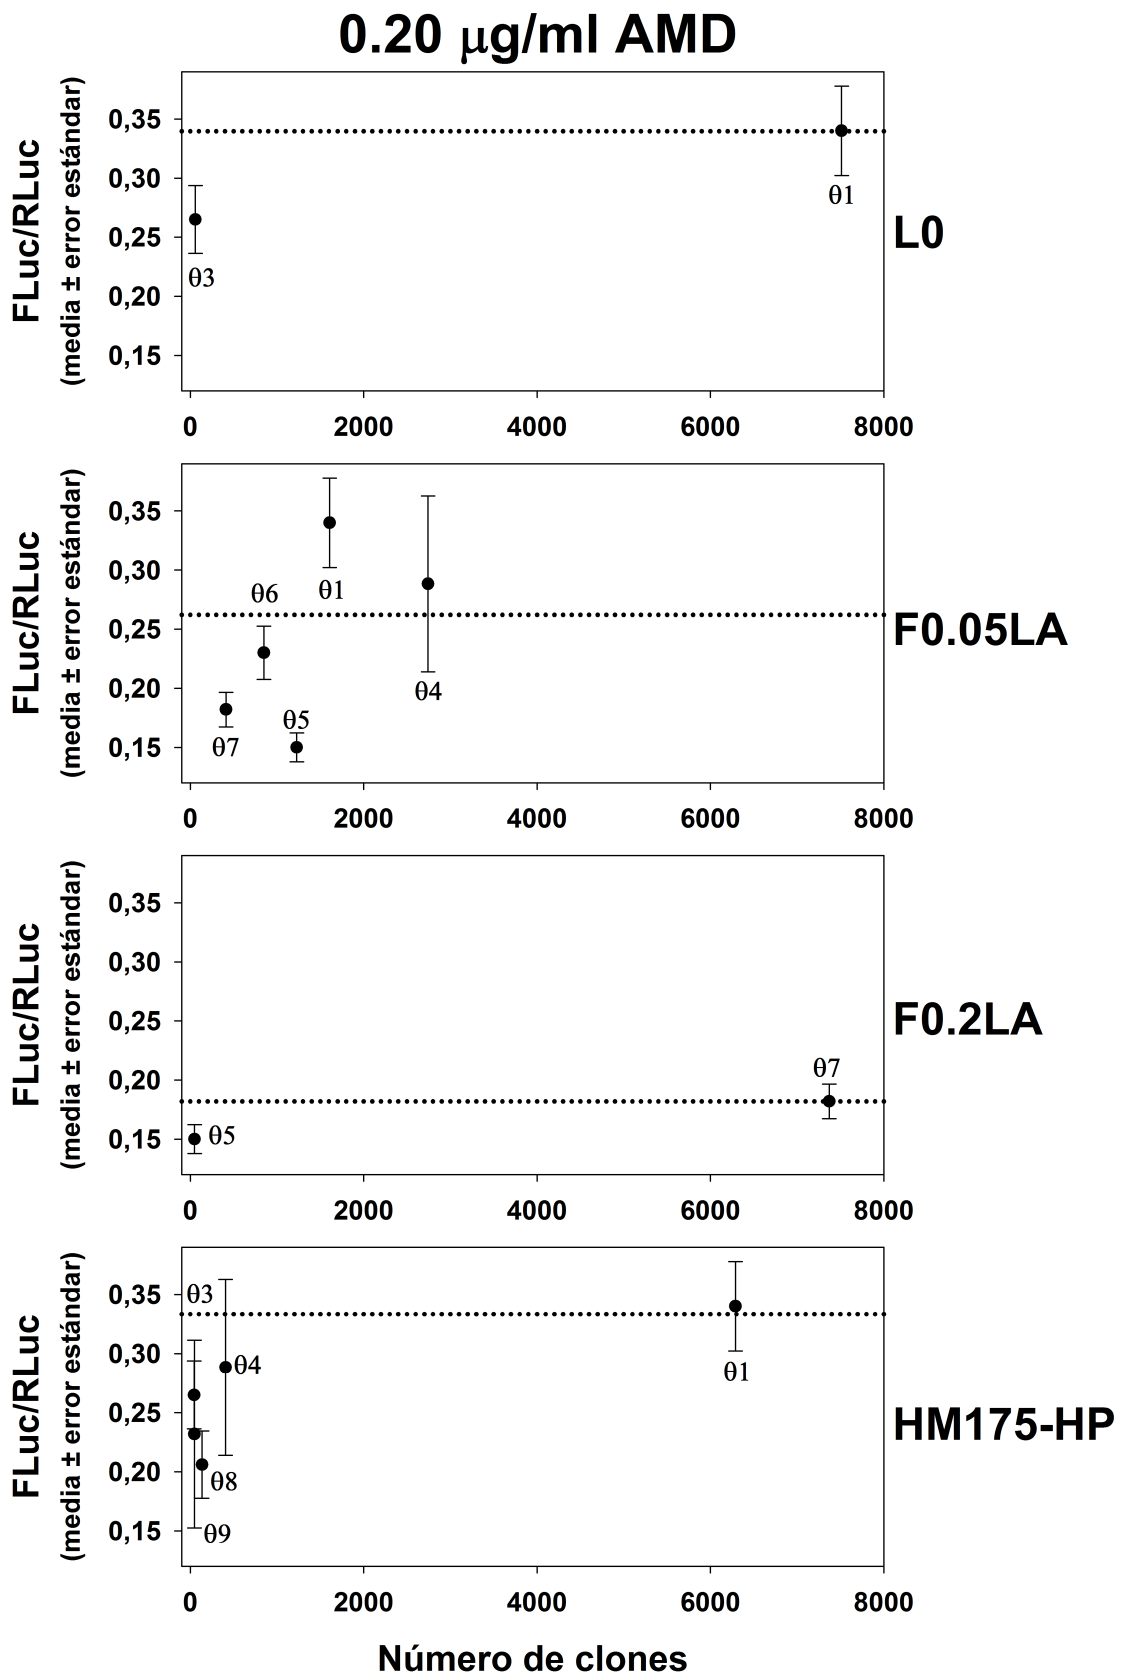 0.20 μg/ml AMD
FLuc/RLuc
(media ± error estándar)
0,35
0,30
0,25
0,20
0,15
θ3
θ1
L0
0 2000 4000 6000 8000
FLuc/RLuc
(media ± error estándar)
0,35
0,30
0,25
0,20
0,15
θ6
θ1
θ4
θ5
θ7
F0.05LA
0 2000 4000 6000 8000
FLuc/RLuc
(media ± error estándar)
0,35
0,30
0,25
0,20
0,15
θ7
θ5
F0.2LA
0 2000 4000 6000 8000
FLuc/RLuc
(media ± error estándar)
0,35
0,30
0,25
0,20
0,15
θ3
θ4
θ1
θ8
θ9
HM175-HP
0 2000 4000 6000 8000
Número de clones